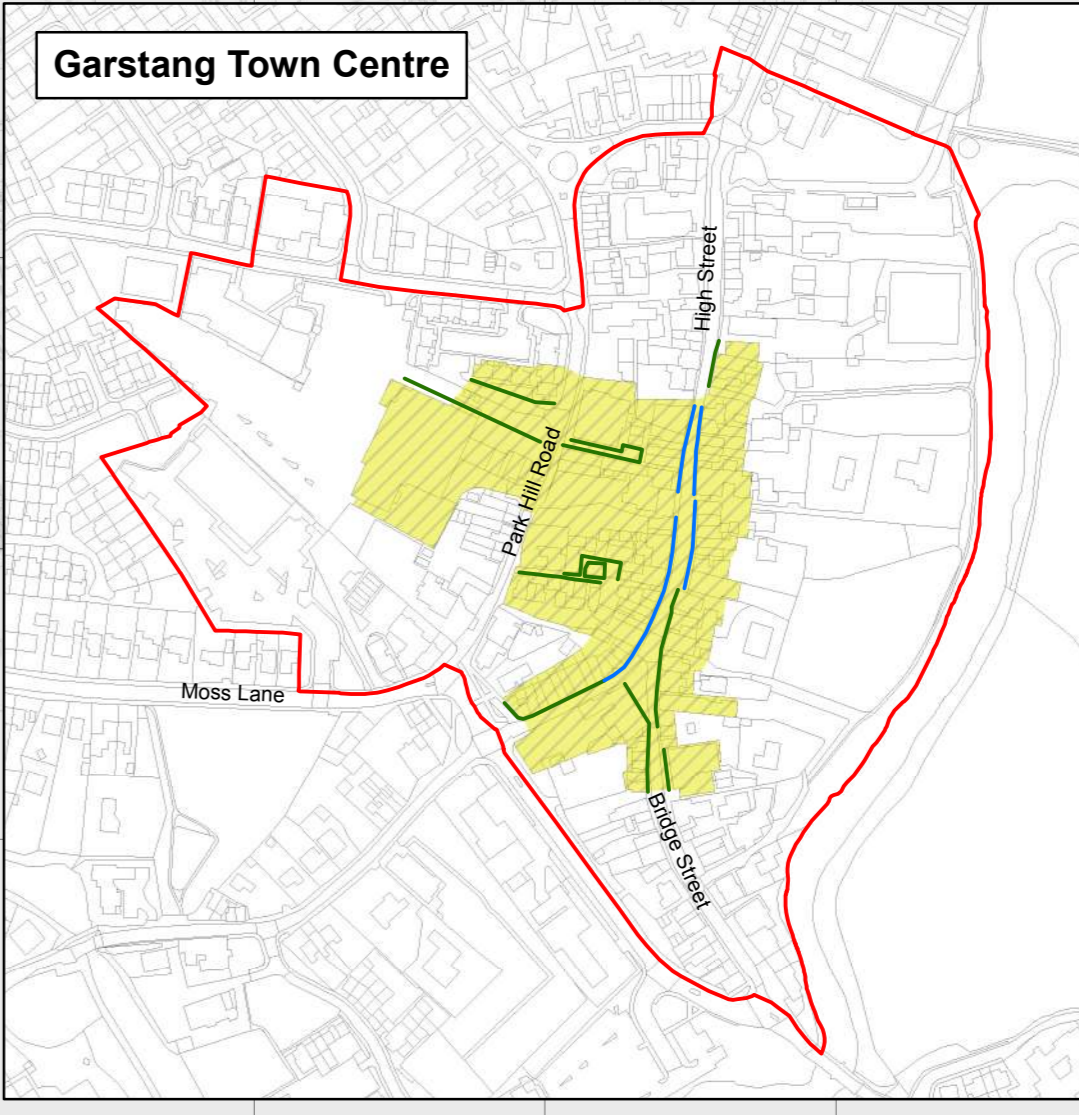 Garstang Town Centre
High Street
Park Hill Road
Moss Lane
Bridge Street